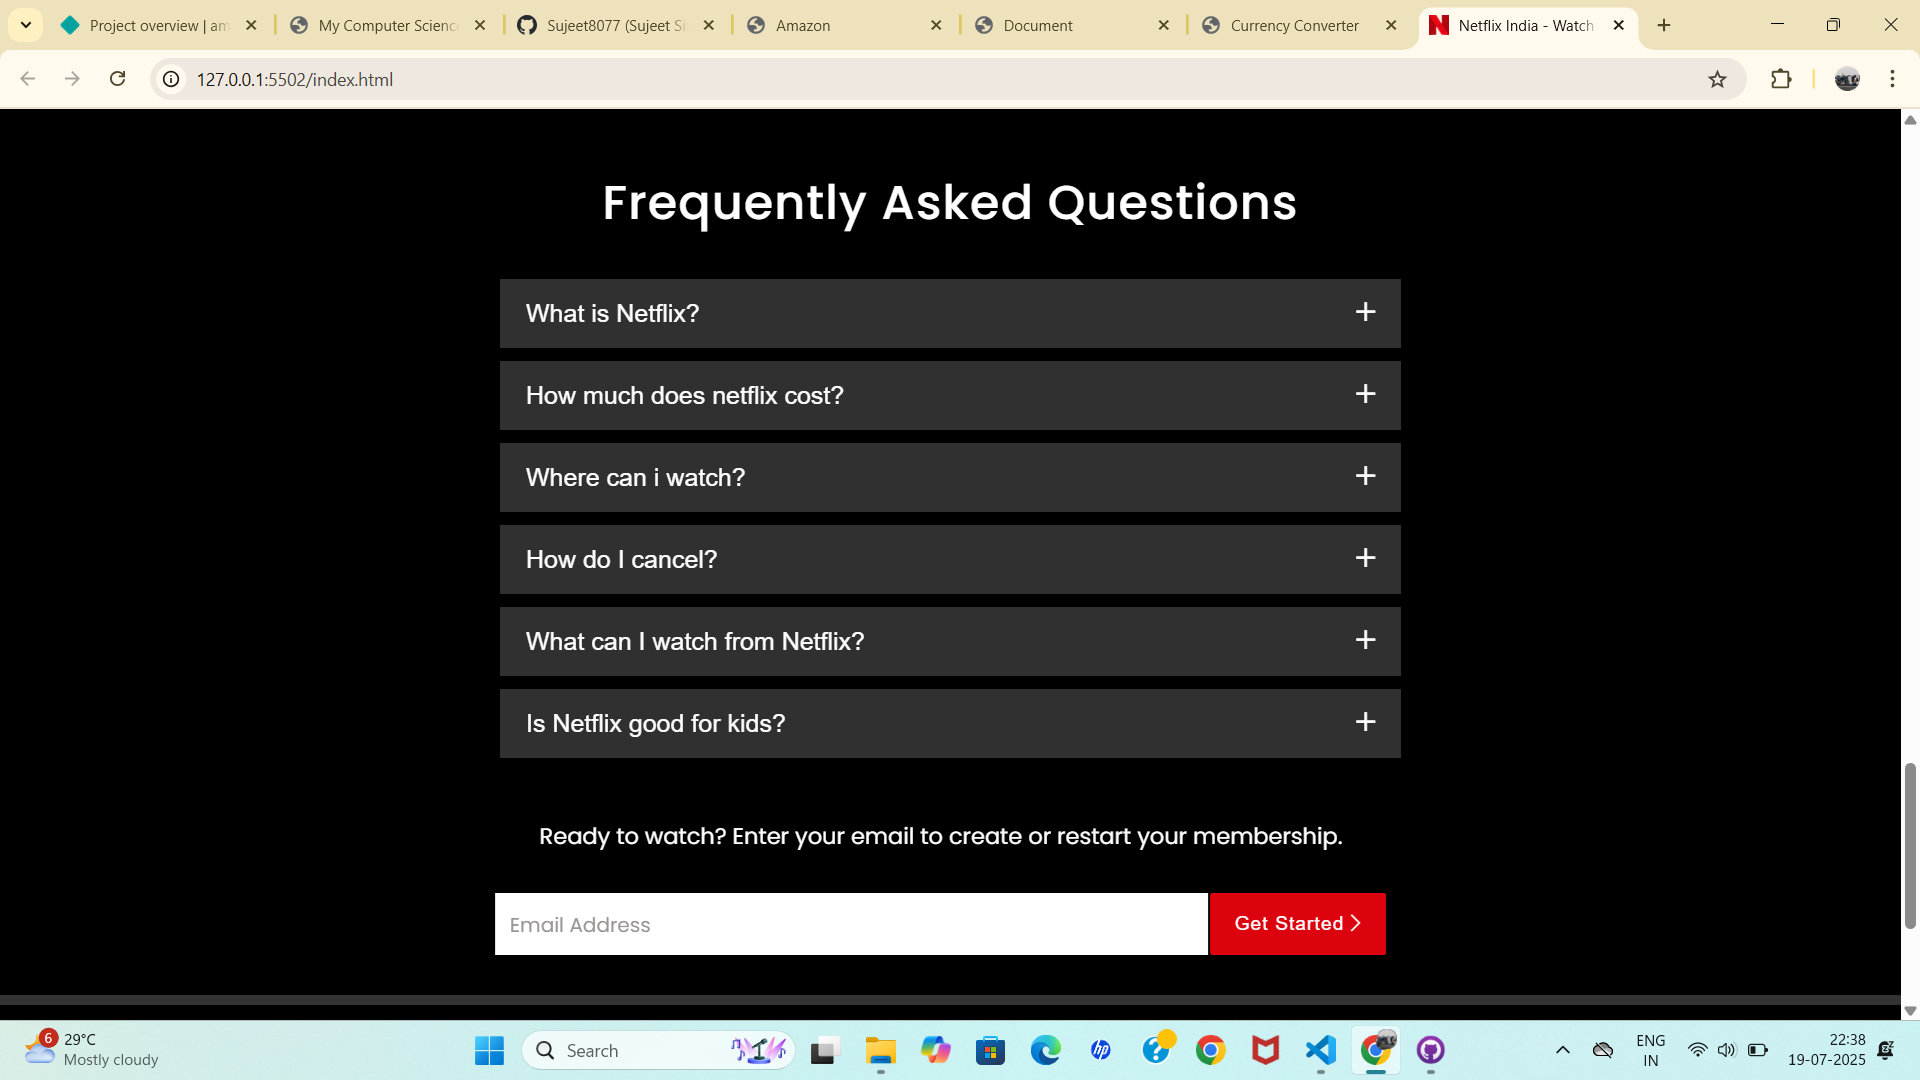 Project overview | am
My Computer Science
Sujeet8077 (Sujeet Si
Amazon
Document
Currency Converter
Netflix India - Watch
127.0.0.1:5502/index.html
Frequently Asked Questions
What is Netflix?
How much does netflix cost?
Where can i watch?
How do I cancel?
What can I watch from Netflix?
Is Netflix good for kids?
Ready to watch? Enter your email to create or restart your membership.
Email Address
Get Started
6
29°C
Mostly cloudy
Search
hp
ENG
IN
22:38
19-07-2025